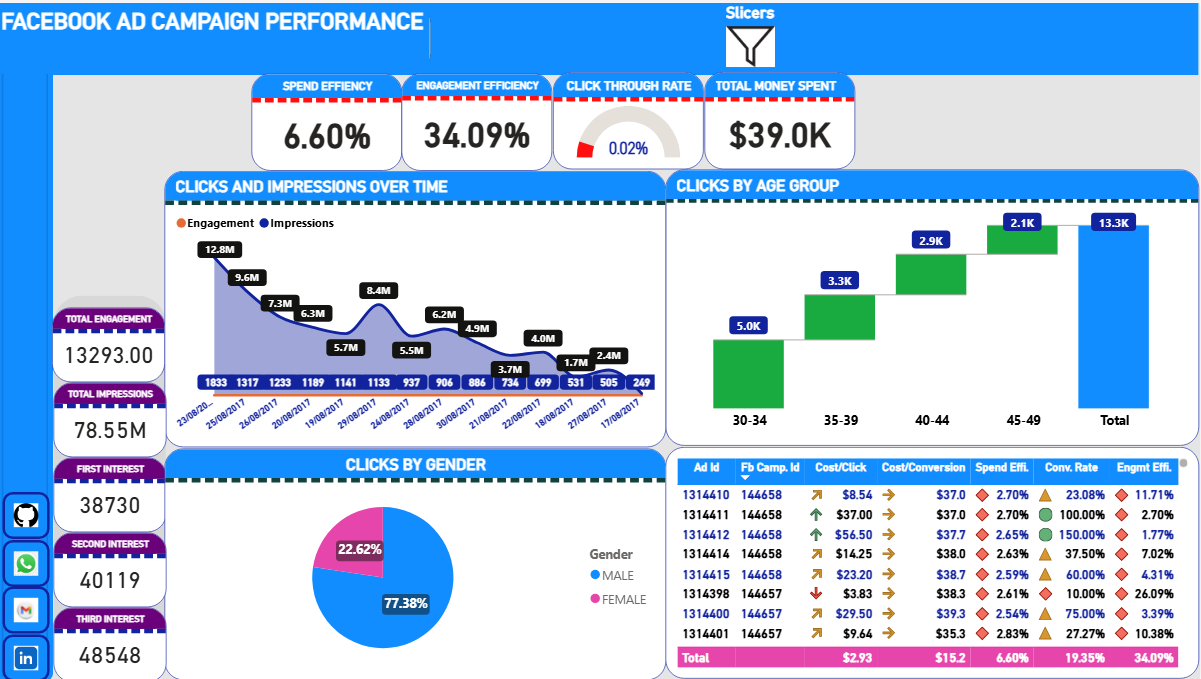 FACEBOOK AD CAMPAIGN PERFORMANCE
Slicers
SPEND EFFIENCY
6.60%
ENGAGEMENT EFFICIENCY
34.09%
CLICK THROUGH RATE
0.02%
TOTAL MONEY SPENT
$39.0K
CLICKS AND IMPRESSIONS OVER TIME
Engagement Impressions
12.8M
9.6M
7.3M
6.3M
5.7M
8.4M
5.5M
6.2M
4.9M
3.7M
4.0M
1.7M
2.4M
1833 1317 1233 1189 1141 1133 937 906 886 734 699 531 505 249
23/08/20... 25/08/2017 26/08/2017 20/08/2017 19/08/2017 29/08/2017 24/08/2017 28/08/2017 30/08/2017 21/08/2017 22/08/2017 18/08/2017 27/08/2017 17/08/2017
CLICKS BY AGE GROUP
5.0K
3.3K
2.9K
2.1K
13.3K
30-34 35-39 40-44 45-49 Total
TOTAL ENGAGEMENT
13293.00
TOTAL IMPRESSIONS
78.55M
FIRST INTEREST
38730
SECOND INTEREST
40119
THIRD INTEREST
48548
in
CLICKS BY GENDER
22.62%
77.38%
Gender
MALE
FEMALE
Ad Id Fb Camp. Id Cost/Click Cost/Conversion Spend Effi. Conv. Rate Engmt Effi.
1314410 144658 $8.54 $37.0 2.70% 23.08% 11.71%
1314411 144658 $37.00 $37.0 2.70% 100.00% 2.70%
1314412 144658 $56.50 $37.7 2.65% 150.00% 1.77%
1314414 144658 $14.25 $38.0 2.63% 37.50% 7.02%
1314415 144658 $23.20 $38.7 2.59% 60.00% 4.31%
1314398 144657 $3.83 $38.3 2.61% 10.00% 26.09%
1314400 144657 $29.50 $39.3 2.54% 75.00% 3.39%
1314401 144657 $9.64 $35.3 2.83% 27.27% 10.38%
Total $2.93 $15.2 6.60% 19.35% 34.09%